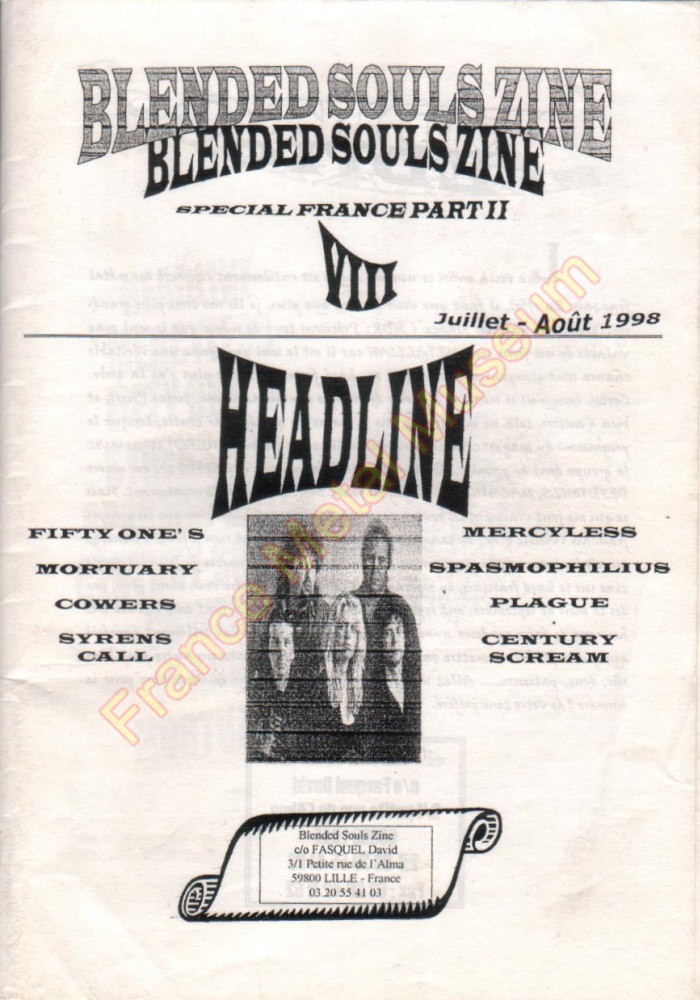 BLENDED SOULS ZINE
BLENDED SOULS ZINE
SPECIAL FRANCE PART II
VIII
Juillet - Août 1998
HEADLINE
FIFTY ONE'S
MORTUARY
COWERS
SYRENS
CALL
MERCYLESS
SPASMOPHILIUS
PLAGUE
CENTURY
SCREAM
France Metal Museum
Blended Souls Zine
c/o FASQUEL David
3/1 Petite rue de l'Alma
59800 LILLE - France
03 20 55 41 03